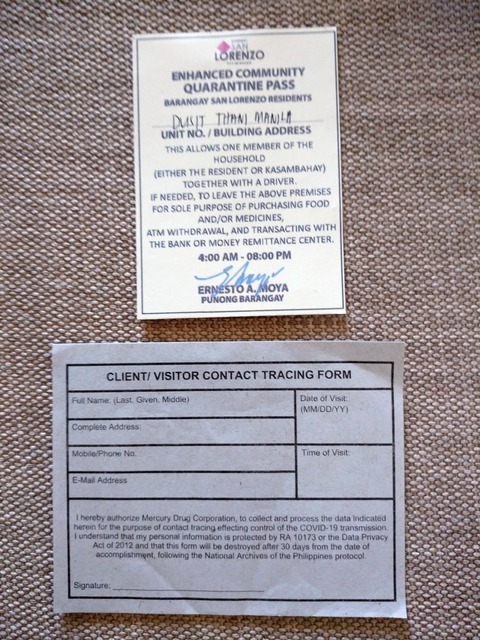 SAN
LORENZO
ENHANCED COMMUNITY
QUARANTINE PASS
BARANGAY SAN LORENZO RESIDENTS
DUSIT THANI MANILA
UNIT NO. / BUILDING ADDRESS
THIS ALLOWS ONE MEMBER OF THE
HOUSEHOLD
(EITHER THE RESIDENT OR KASAMBAHAY)
TOGETHER WITH A DRIVER.
IF NEEDED, TO LEAVE THE ABOVE PREMISES
FOR SOLE PURPOSE OF PURCHASING FOOD
AND/OR MEDICINES,
ATM WITHDRAWAL, AND TRANSACTING WITH
THE BANK OR MONEY REMITTANCE CENTER.
4:00 AM - 08:00 PM
ERNESTO A. MOYA
PUNONG BARANGAY
CLIENT/ VISITOR CONTACT TRACING FORM
Full Name: (Last, Given, Middle)
Date of Visit:
(MM/DD/YY)
Complete Address:
Mobile/Phone No.
Time of Visit:
E-Mail Address
I hereby authorize Mercury Drug Corporation, to collect and process the data Indicated
herein for the purpose of contact tracing effecting control of the COVID-19 transmission.
I understand that my personal information is protected by RA 10173 or the Data Privacy
Act of 2012 and that this form will be destroyed after 30 days from the date of
accomplishment, following the National Archives of the Philippines protocol.
Signature: